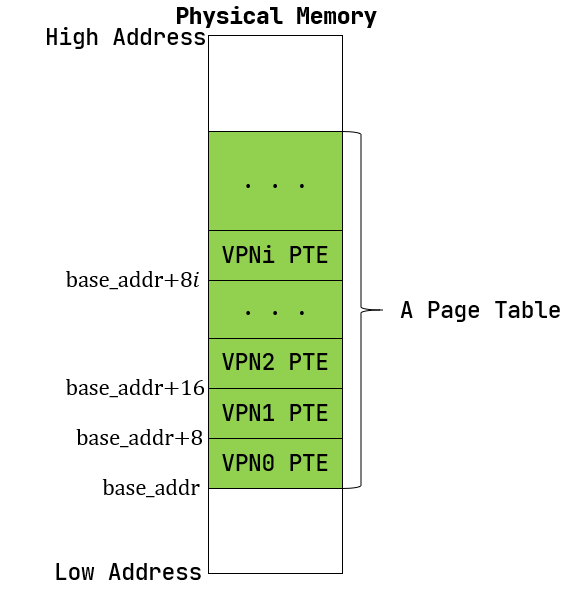 Physical Memory
High Address
. . .
VPNi PTE
base_addr+8i
. . .
A Page Table
VPN2 PTE
base_addr+16
VPN1 PTE
base_addr+8
VPN0 PTE
base_addr
Low Address